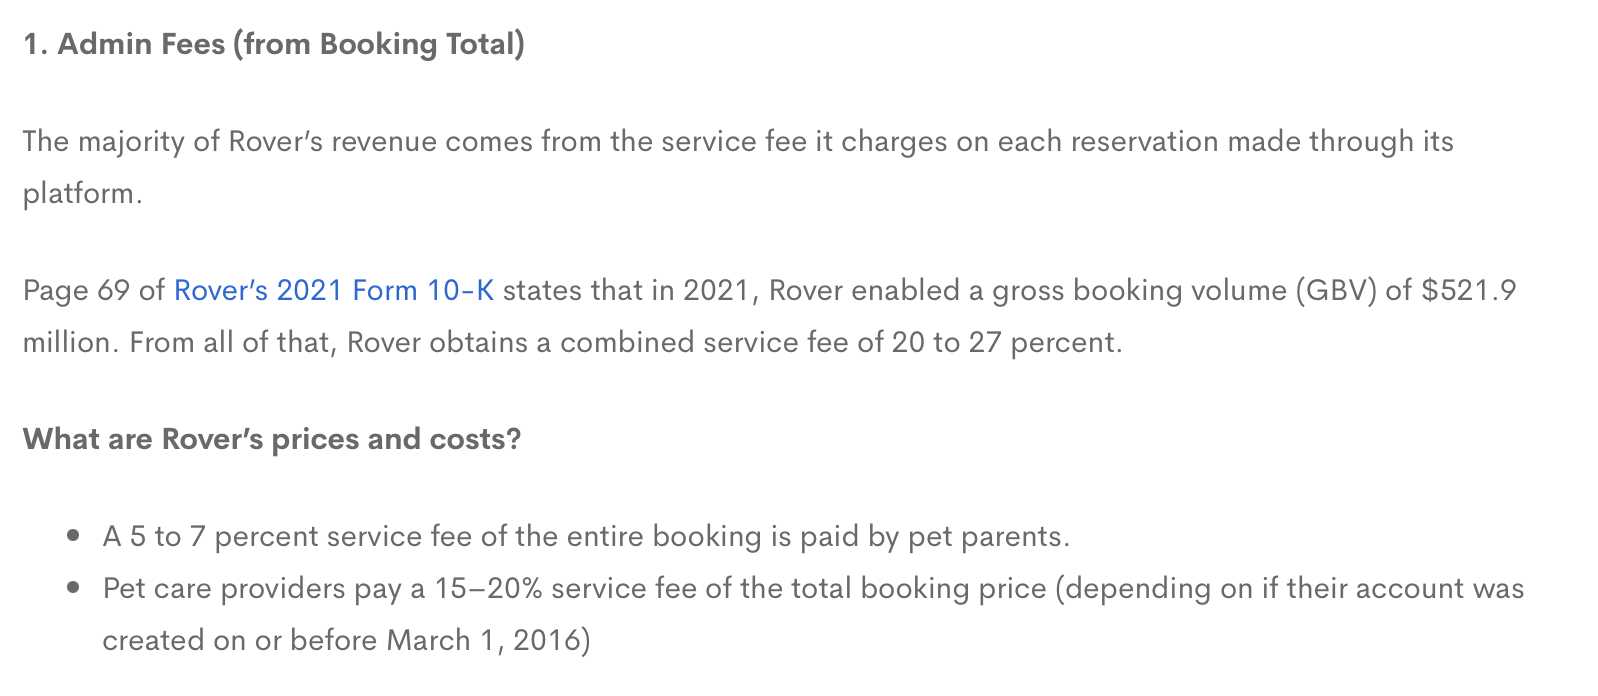 1. Admin Fees (from Booking Total)
The majority of Rover's revenue comes from the service fee it charges on each reservation made through its
platform.
Page 69 of Rover's 2021 Form 10-K states that in 2021, Rover enabled a gross booking volume (GBV) of $521.9
million. From all of that, Rover obtains a combined service fee of 20 to 27 percent.
What are Rover's prices and costs?
• A 5 to 7 percent service fee of the entire booking is paid by pet parents.
• Pet care providers pay a 15–20% service fee of the total booking price (depending on if their account was
created on or before March 1, 2016)